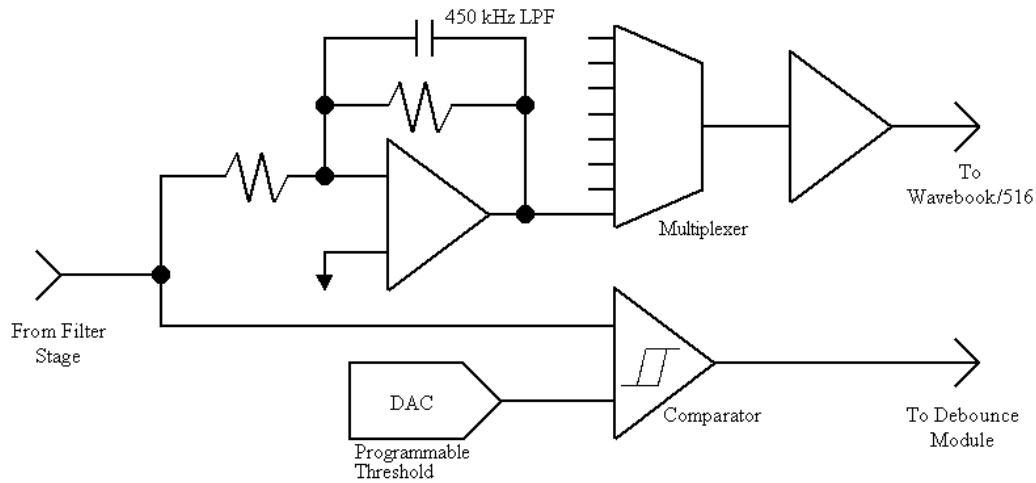 450 kHz LPF
To
Wavebook/516
Multiplexer
From Filter
Stage
DAC
Programmable
Threshold
Comparator
To Debounce
Module